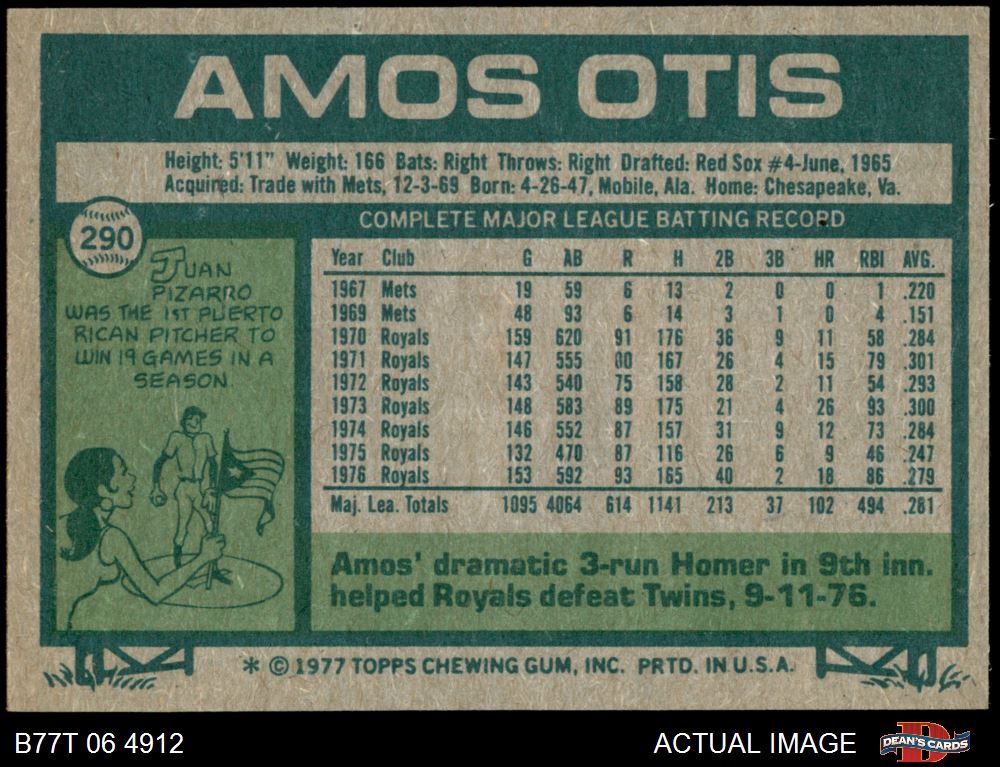 AMOS OTIS
Height: 5'11" Weight: 166 Bats: Right Throws: Right Drafted: Red Sox #4-June, 1965
Acquired: Trade with Mets, 12-3-69 Born: 4-26-47, Mobile, Ala. Home: Chesapeake, Va.
290
COMPLETE MAJOR LEAGUE BATTING RECORD
JUAN
PIZARRO
WAS THE 1ST PUERTO
RICAN PITCHER TO
WIN 19 GAMES IN A
SEASON
Year Club G AB R H 2B 3B HR RBI AVG.
1967 Mets 19 59 6 13 2 0 0 1 .220
1969 Mets 48 93 6 14 3 1 0 4 .151
1970 Royals 159 620 91 176 36 9 11 58 .284
1971 Royals 147 555 80 167 26 4 15 79 .301
1972 Royals 143 540 75 158 28 2 11 54 .293
1973 Royals 148 583 89 175 21 4 26 93 .300
1974 Royals 146 552 87 157 31 9 12 73 .284
1975 Royals 132 470 87 116 26 6 9 46 .247
1976 Royals 153 592 93 165 40 2 18 86 .279
Maj. Lea. Totals 1095 4064 614 1141 213 37 102 494 .281
Amos' dramatic 3-run Homer in 9th inn.
helped Royals defeat Twins, 9-11-76.
* © 1977 TOPPS CHEWING GUM, INC. PRTD. IN U.S.A.
B77T 06 4912
ACTUAL IMAGE
D
DEAN'S CARDS